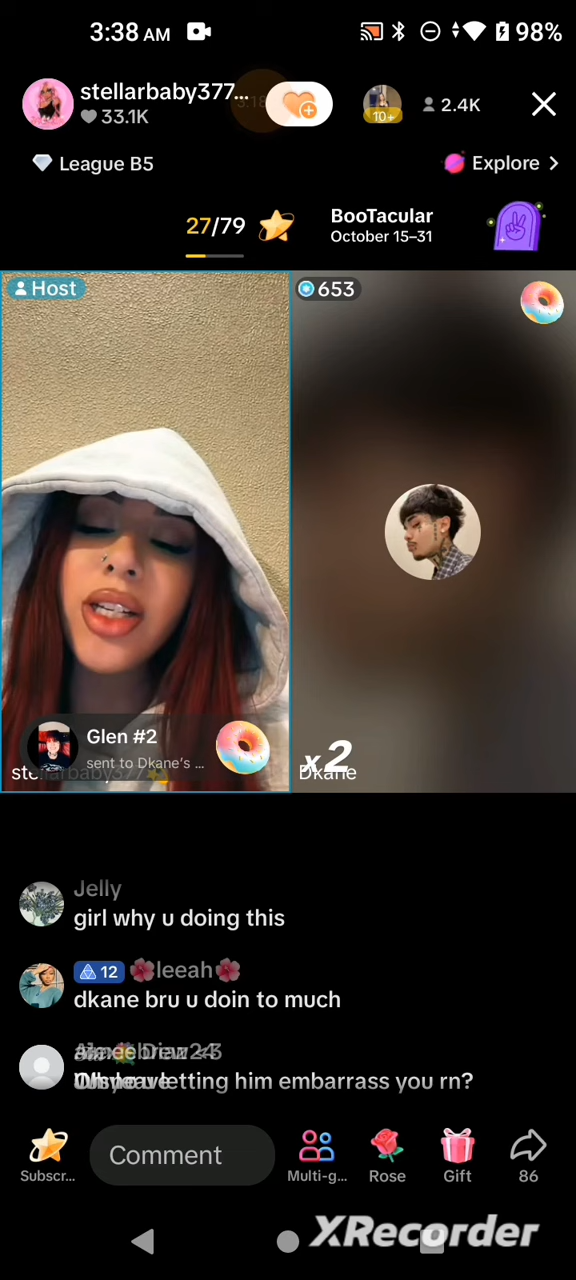 3:38 AM
98%
stellarbaby377...
33.1K
10+
2.4K
League B5
Explore >
27/79
BooTacular
October 15–31
Host
653
Glen #2
sent to Dkane's ...
stellarbaby377
x2
Dkane
Jelly
girl why u doing this
12 leeah
dkane bru u doin to much
letting him embarrass you rn?
Comment
Subscr...
Multi-g...
Rose
Gift
86
XRecorder